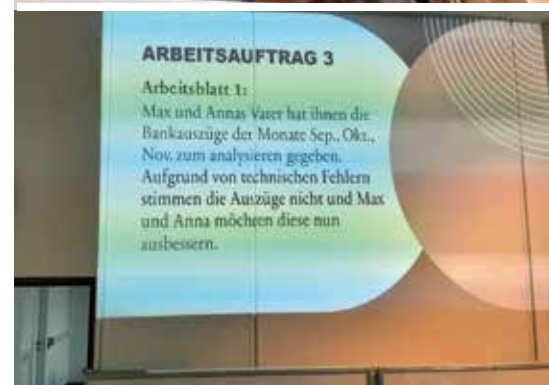 ARBEITSAUFTRAG 3
Arbeitsblatt 1:
Max und Annas Vater hat ihnen die
Bankauszüge der Monate Sep., Okt.,
Nov. zum analysieren gegeben.
Aufgrund von technischen Fehlern
stimmen die Auszüge nicht und Max
und Anna möchten diese nun
ausbessern.